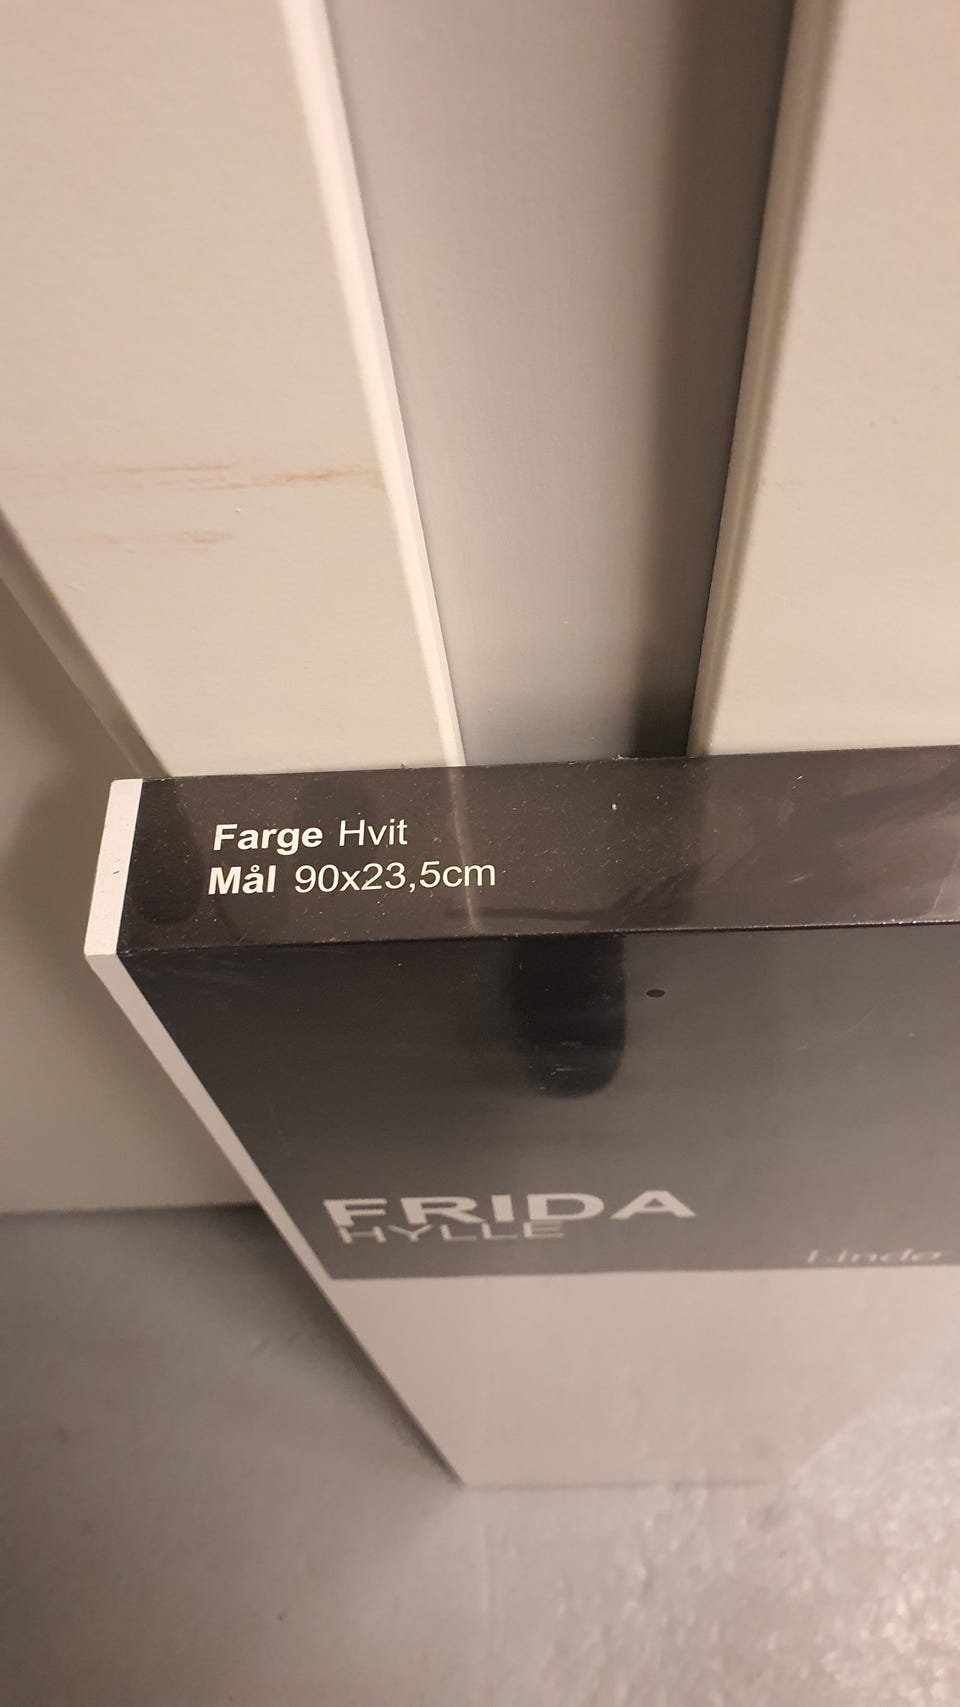 Farge Hvit
Mål 90x23,5cm
FRIDA
HYLLE